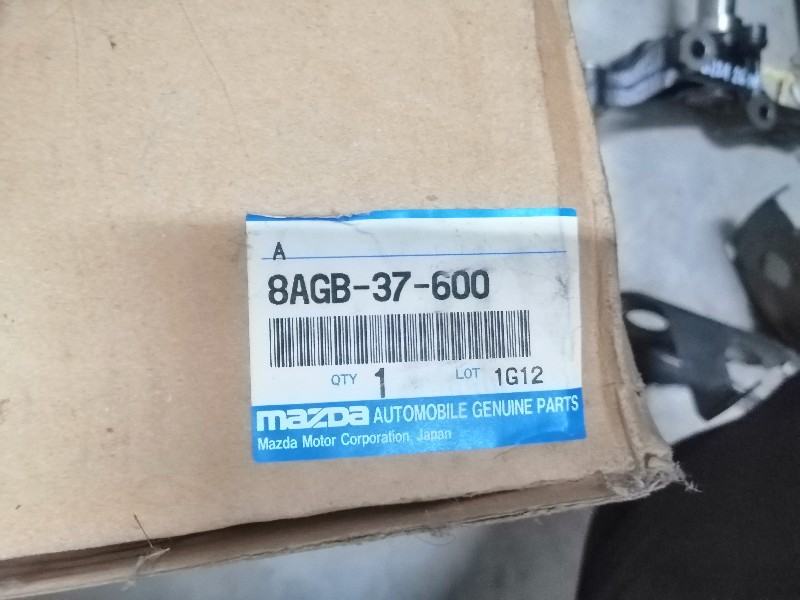 A
8AGB-37-600
QTY 1 LOT 1G12
mazda AUTOMOBILE GENUINE PARTS
Mazda Motor Corporation, Japan